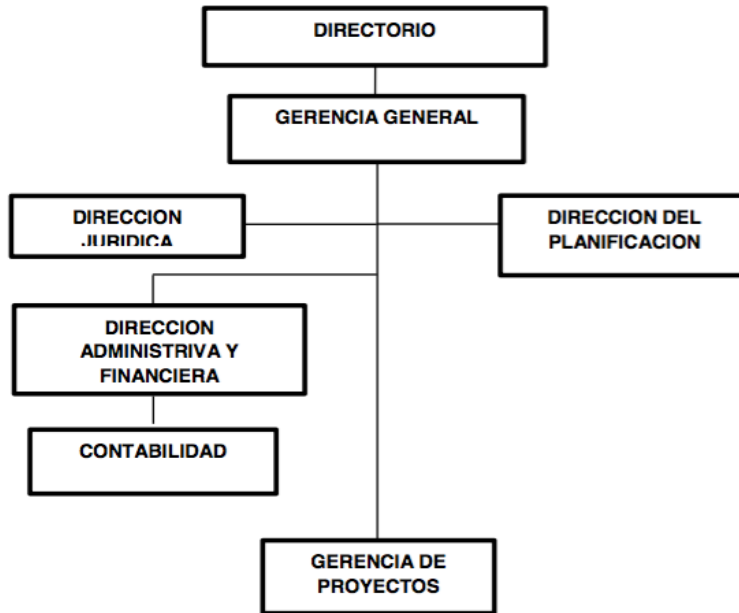 DIRECTORIO
GERENCIA GENERAL
DIRECCION
JURIDICA
DIRECCION DEL
PLANIFICACION
DIRECCION
ADMINISTRIVA Y
FINANCIERA
CONTABILIDAD
GERENCIA DE
PROYECTOS